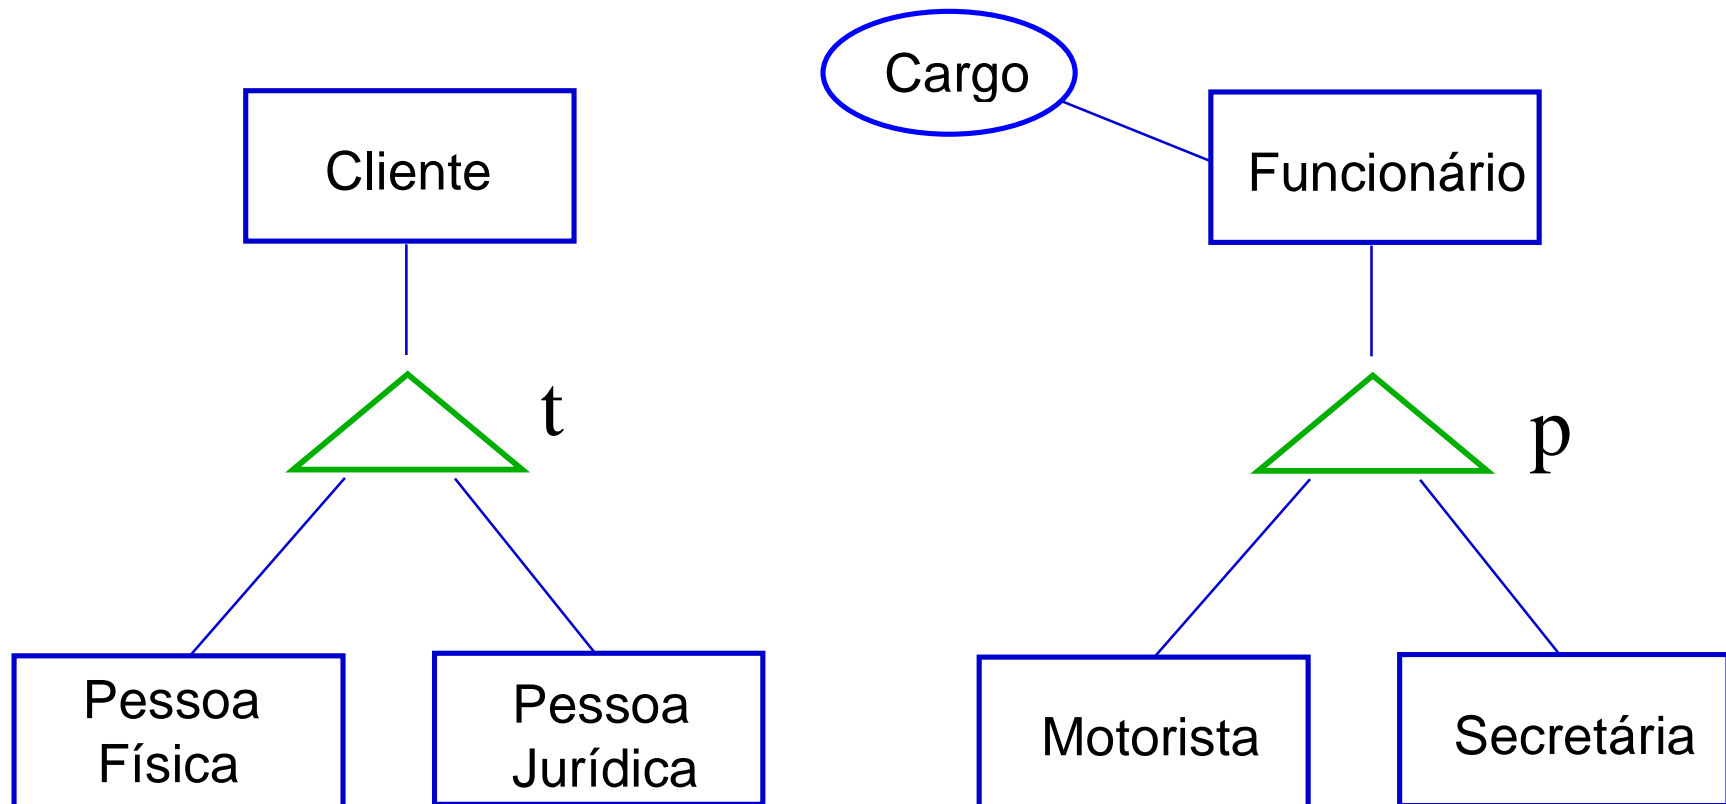 Cargo
Cliente
Funcionário
t
p
Pessoa
Física
Pessoa
Jurídica
Motorista
Secretária